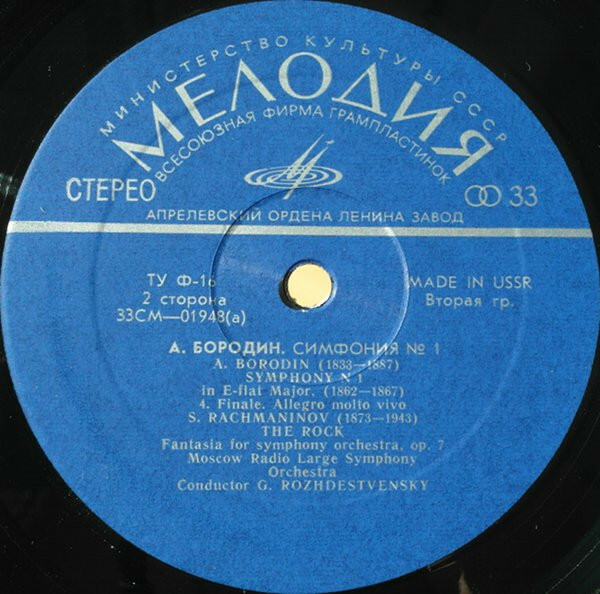 МИНИСТЕРСТВО КУЛЬТУРЫ СССР
МЕЛОДИЯ
ВСЕСОЮЗНАЯ ФИРМА ГРАМПЛАСТИНОК
СТЕРЕО
33
АПРЕЛЕВСКИЙ ОРДЕНА ЛЕНИНА ЗАВОД
ТУ Ф-16
MADE IN USSR
2 сторона
Вторая гр.
33СМ—01948(а)
А. БОРОДИН. СИМФОНИЯ № 1
A. BORODIN (1833—1887)
SYMPHONY N 1
in E-flat Major. (1862—1867)
4. Finale. Allegro molto vivo
S. RACHMANINOV (1873—1943)
THE ROCK
Fantasia for symphony orchestra, op. 7
Moscow Radio Large Symphony
Orchestra
Conductor G. ROZHDESTVENSKY